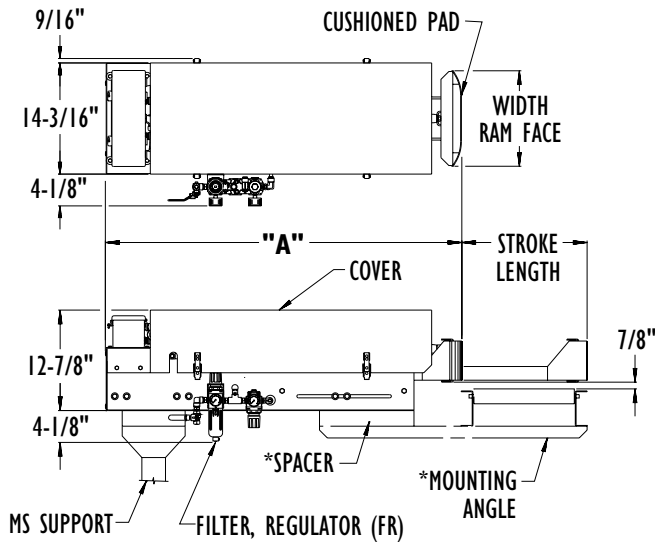 9/16"
CUSHIONED PAD
14-3/16"
WIDTH
RAM FACE
4-1/8"
"A"
STROKE
LENGTH
COVER
7/8"
12-7/8"
4-1/8"
*SPACER
*MOUNTING
ANGLE
MS SUPPORT
FILTER, REGULATOR (FR)